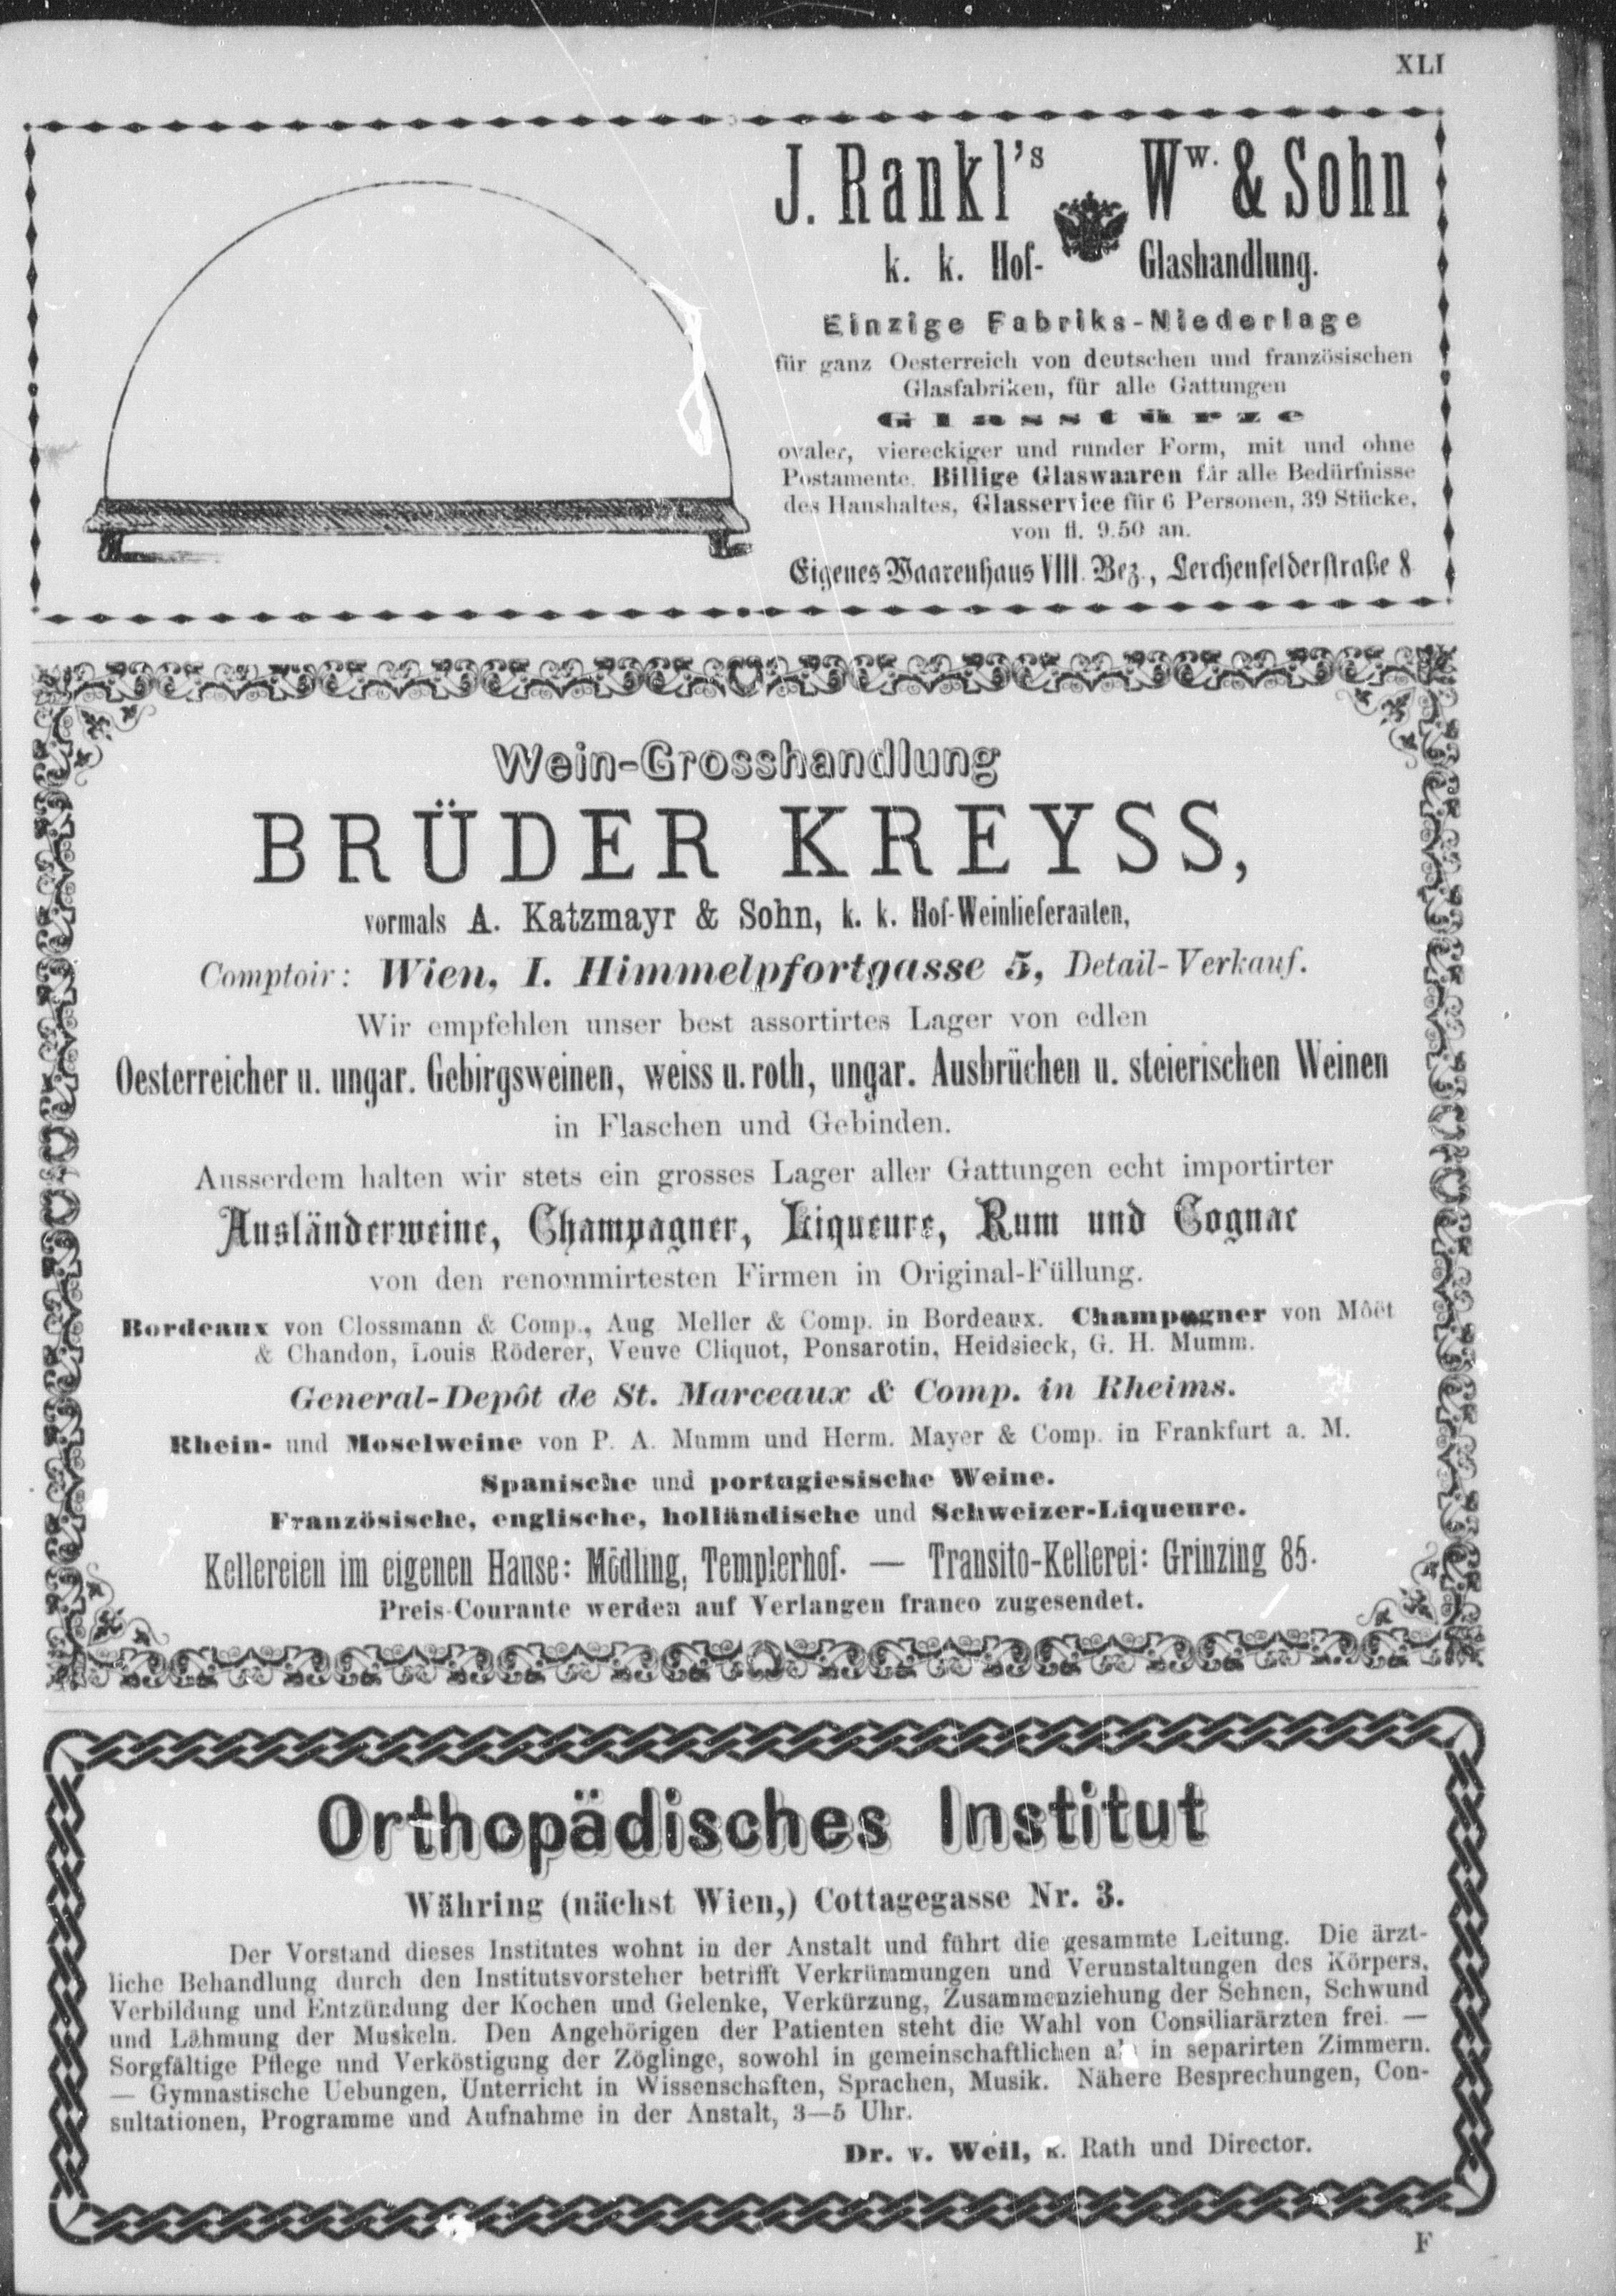 XLI
J. Rankl's Ww. & Sohn
k. k. Hof- Glashandlung.
Einzige Fabriks-Niederlage
für ganz Oesterreich von deutschen und französischen
Glasfabriken, für alle Gattungen
Glasstürze
ovaler, viereckiger und runder Form, mit und ohne
Postamente. Billige Glaswaaren für alle Bedürfnisse
des Haushaltes, Glasservice für 6 Personen, 39 Stücke,
von fl. 9.50 an.
Eigenes Waarenhaus VIII. Bez., Lerchenfelderstraße 8
Wein-Grosshandlung
BRÜDER KREYSS,
vormals A. Katzmayr & Sohn, k. k. Hof-Weinlieferanten,
Comptoir: Wien, I. Himmelpfortgasse 5, Detail-Verkauf.
Wir empfehlen unser best assortirtes Lager von edlen
Oesterreicher u. ungar. Gebirgsweinen, weiss u. roth, ungar. Ausbrüchen u. steierischen Weinen
in Flaschen und Gebinden.
Ausserdem halten wir stets ein grosses Lager aller Gattungen echt importirter
Ausländerweine, Champagner, Liqueure, Rum und Cognac
von den renommirtesten Firmen in Original-Füllung.
Bordeaux von Clossmann & Comp., Aug Meller & Comp. in Bordeaux. Champagner von Môët
& Chandon, Louis Röderer, Veuve Cliquot, Ponsarotin, Heidsieck, G. H. Mumm.
General-Depôt de St. Marceaux & Comp. in Rheims.
Rhein- und Moselweine von P. A. Mumm und Herm. Mayer & Comp. in Frankfurt a. M.
Spanische und portugiesische Weine.
Französische, englische, holländische und Schweizer-Liqueure.
Kellereien im eigenen Hause: Mödling, Templerhof. — Transito-Kellerei: Grinzing 85.
Preis-Courante werden auf Verlangen franco zugesendet.
Orthopädisches Institut
Währing (nächst Wien,) Cottagegasse Nr. 3.
Der Vorstand dieses Institutes wohnt in der Anstalt und führt die gesammte Leitung. Die ärzt-
liche Behandlung durch den Institutsvorsteher betrifft Verkrümmungen und Verunstaltungen des Körpers,
Verbildung und Entzündung der Kochen und Gelenke, Verkürzung, Zusammenziehung der Sehnen, Schwund
und Lähmung der Muskeln. Den Angehörigen der Patienten steht die Wahl von Consiliarärzten frei. —
Sorgfältige Pflege und Verköstigung der Zöglinge, sowohl in gemeinschaftlichen als in separirten Zimmern.
— Gymnastische Uebungen, Unterricht in Wissenschaften, Sprachen, Musik. Nähere Besprechungen, Con-
sultationen, Programme und Aufnahme in der Anstalt, 3—5 Uhr.
Dr. v. Weil, k. Rath und Director.
F